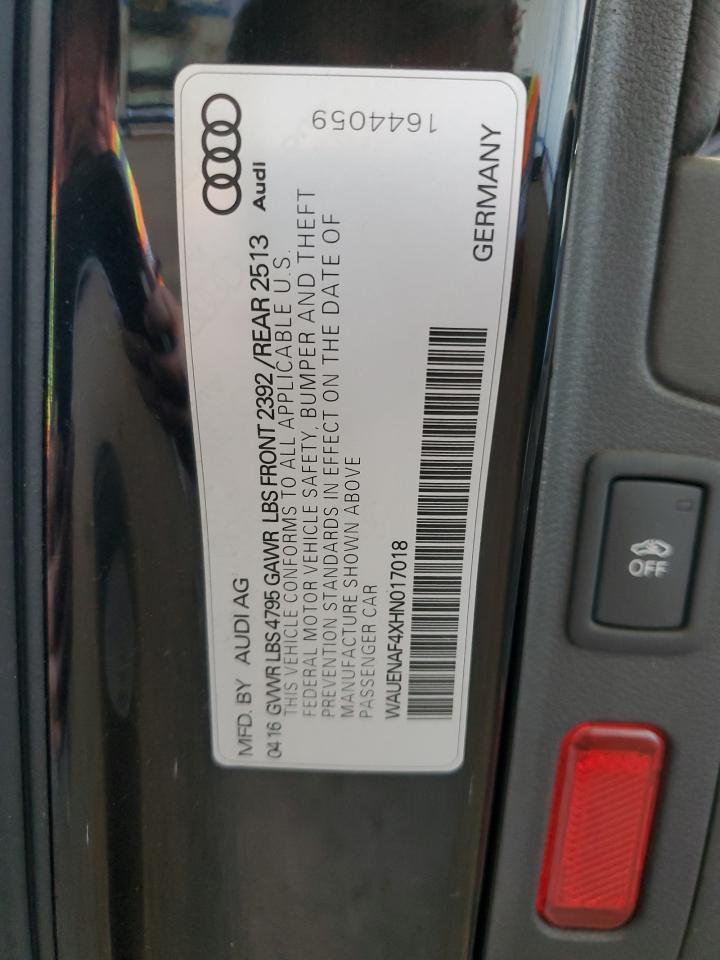 Audi
MFD. BY AUDI AG
04 16 GVWR LBS 4795 GAWR LBS FRONT 2392 /REAR 2513
THIS VEHICLE CONFORMS TO ALL APPLICABLE U.S.
FEDERAL MOTOR VEHICLE SAFETY, BUMPER AND THEFT
PREVENTION STANDARDS IN EFFECT ON THE DATE OF
MANUFACTURE SHOWN ABOVE
PASSENGER CAR
WAUENAF4XHN017018
GERMANY
1644059
OFF